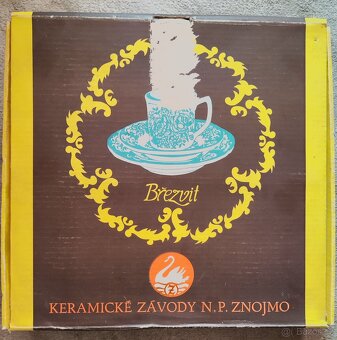 Březvit
Z
KERAMICKÉ ZÁVODY N.P. ZNOJMO